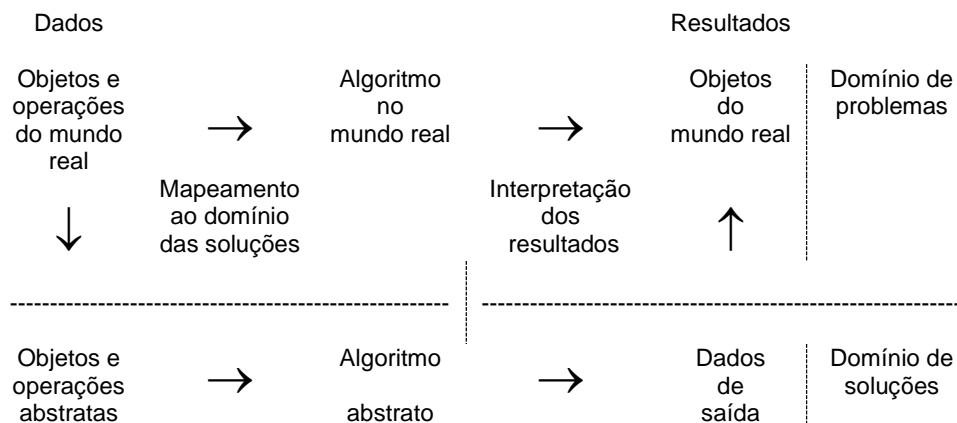 Dados
Resultados
Objetos e
operações
do mundo
real
Algoritmo
no
mundo real
Objetos
do
mundo real
Domínio de
problemas
Mapeamento
ao domínio
das soluções
Interpretação
dos
resultados
Objetos e
operações
abstratas
Algoritmo
abstrato
Dados
de
saída
Domínio de
soluções